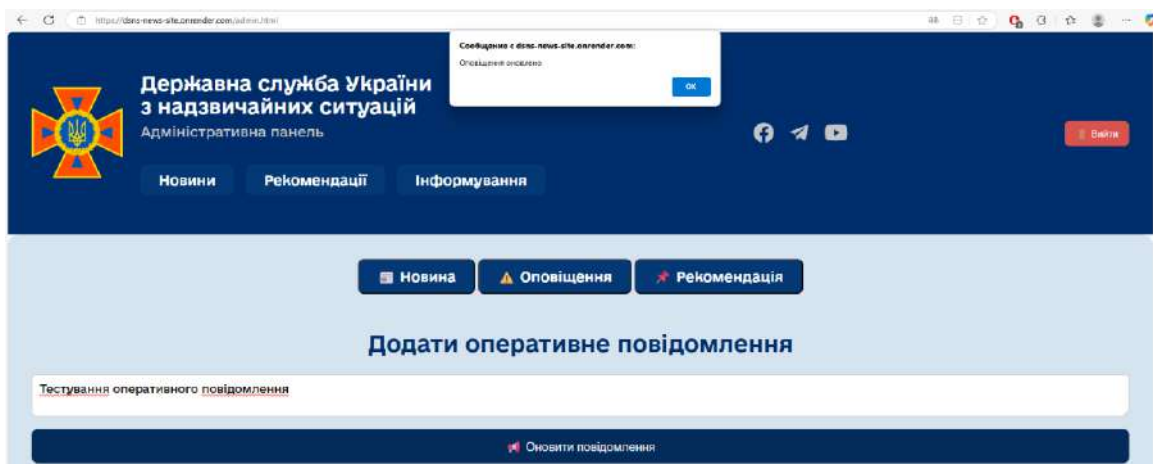 https://dsns-news-site.onrender.com/admin.html
Сообщение с dsns-news-site.onrender.com:
Оповіщення оновлено
ОК
Державна служба України
з надзвичайних ситуацій
Адміністративна панель
Вийти
Новини Рекомендації Інформування
Новина Оповіщення Рекомендація
Додати оперативне повідомлення
Тестування оперативного повідомлення
Оновити повідомлення